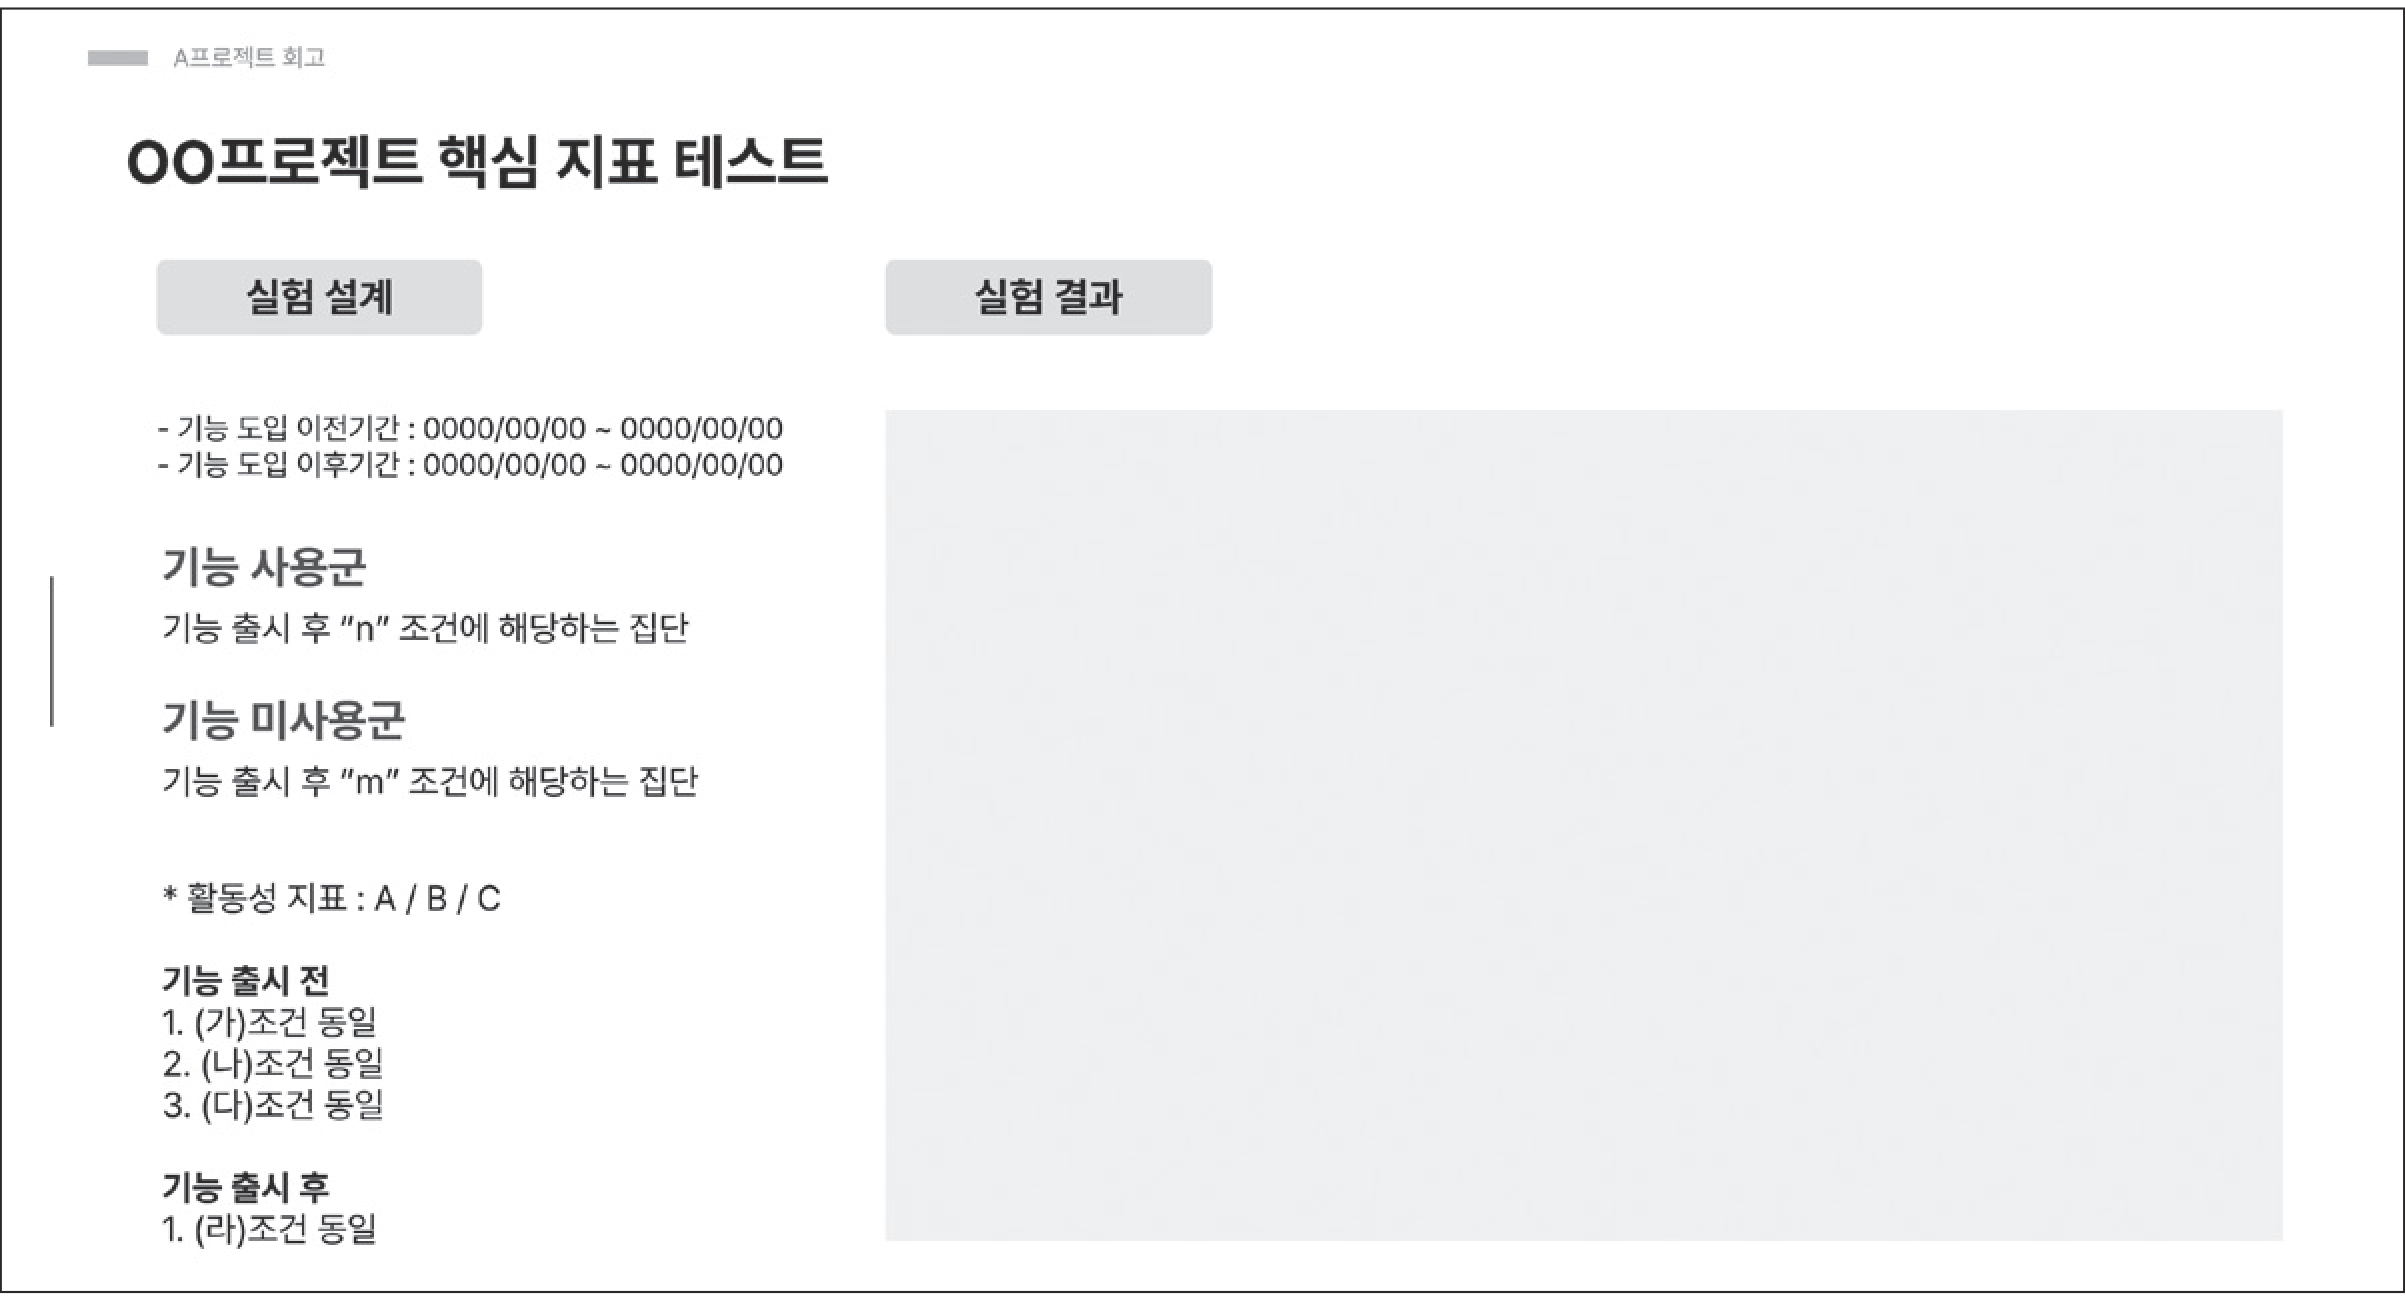 A프로젝트 회고
OO프로젝트 핵심 지표 테스트
실험 설계
- 기능 도입 이전기간 : 0000/00/00 ~ 0000/00/00
- 기능 도입 이후기간 : 0000/00/00 ~ 0000/00/00
기능 사용군
기능 출시 후 “n” 조건에 해당하는 집단
기능 미사용군
기능 출시 후 “m” 조건에 해당하는 집단
* 활동성 지표 : A / B / C
기능 출시 전
1. (가)조건 동일
2. (나)조건 동일
3. (다)조건 동일
기능 출시 후
1. (라)조건 동일
실험 결과